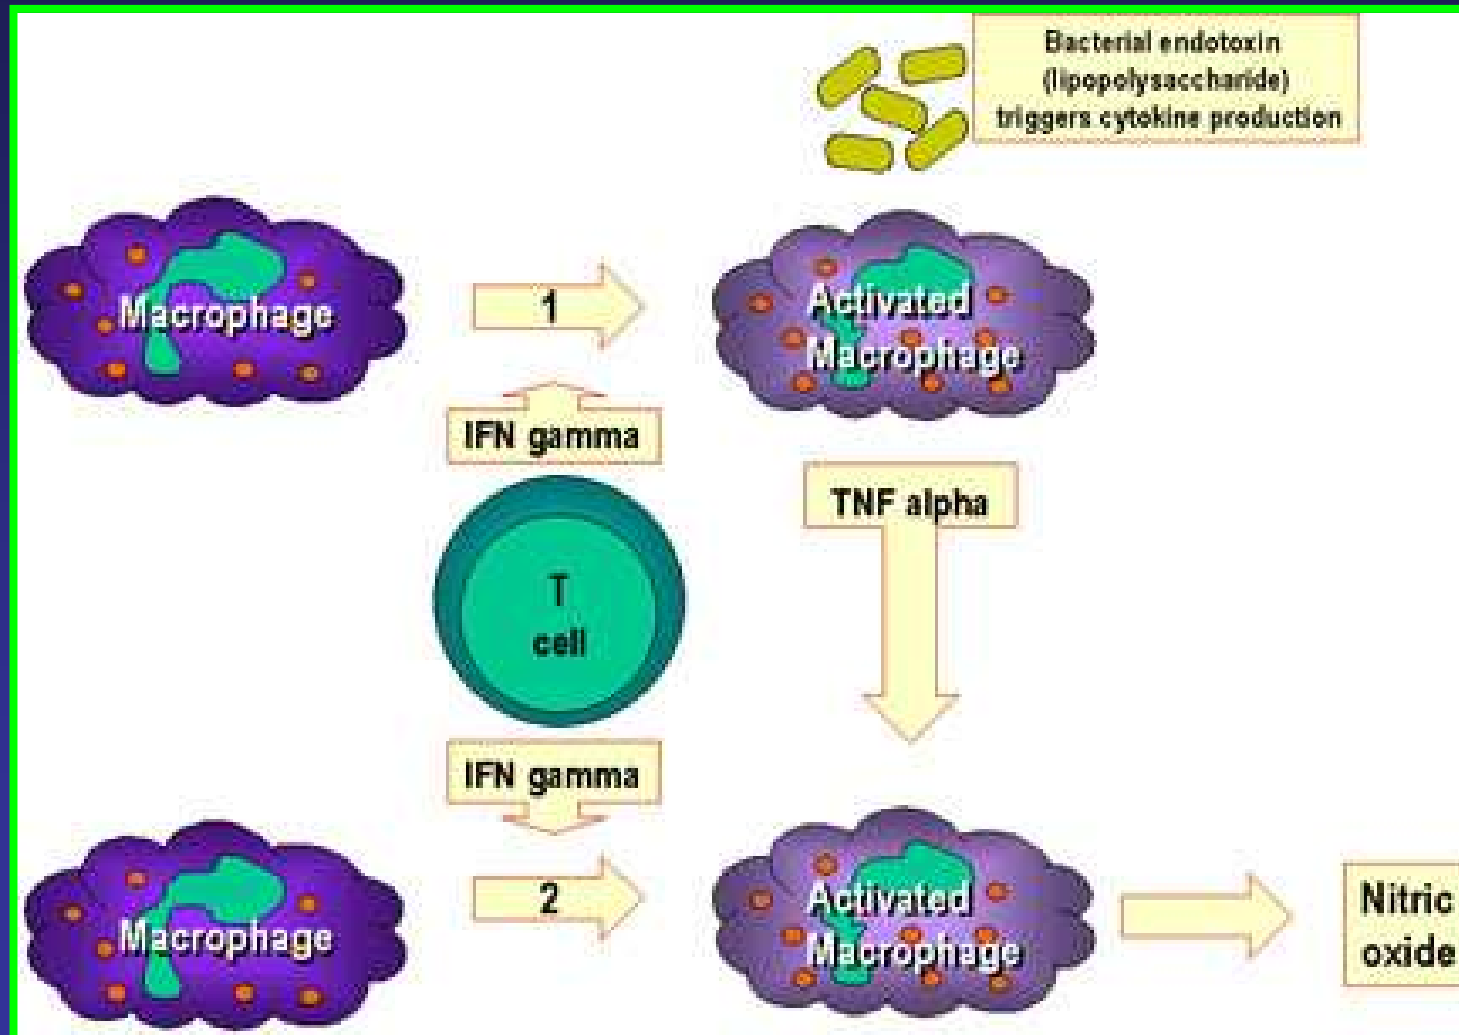 Bacterial endotoxin
(lipopolysaccharide)
triggers cytokine production
Macrophage
1
Activated
Macrophage
IFN gamma
TNF alpha
T
cell
IFN gamma
Macrophage
2
Activated
Macrophage
Nitric
oxide